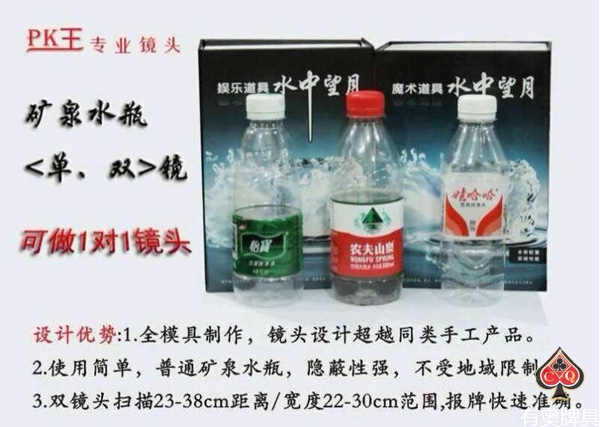 PK王 专业镜头
娱乐道具 水中望月
魔术道具 水中望月
矿泉水瓶
<单、双>镜
可做1对1镜头
怡寶
农夫山泉
NONGFU SPRING
娃哈哈
设计优势:1.全模具制作，镜头设计超越同类手工产品。
2.使用简单，普通矿泉水瓶，隐蔽性强，不受地域限制
3.双镜头扫描23-38cm距离/宽度22-30cm范围,报牌快速准确。
C Q
有奥牌具